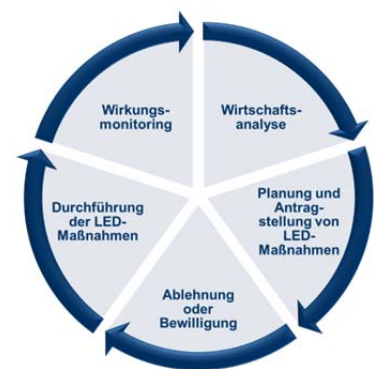 Wirkungs-
monitoring
Wirtschafts-
analyse
Planung und
Antrag-
stellung von
LED-
Maßnahmen
Ablehnung
oder
Bewilligung
Durchführung
der LED-
Maßnahmen